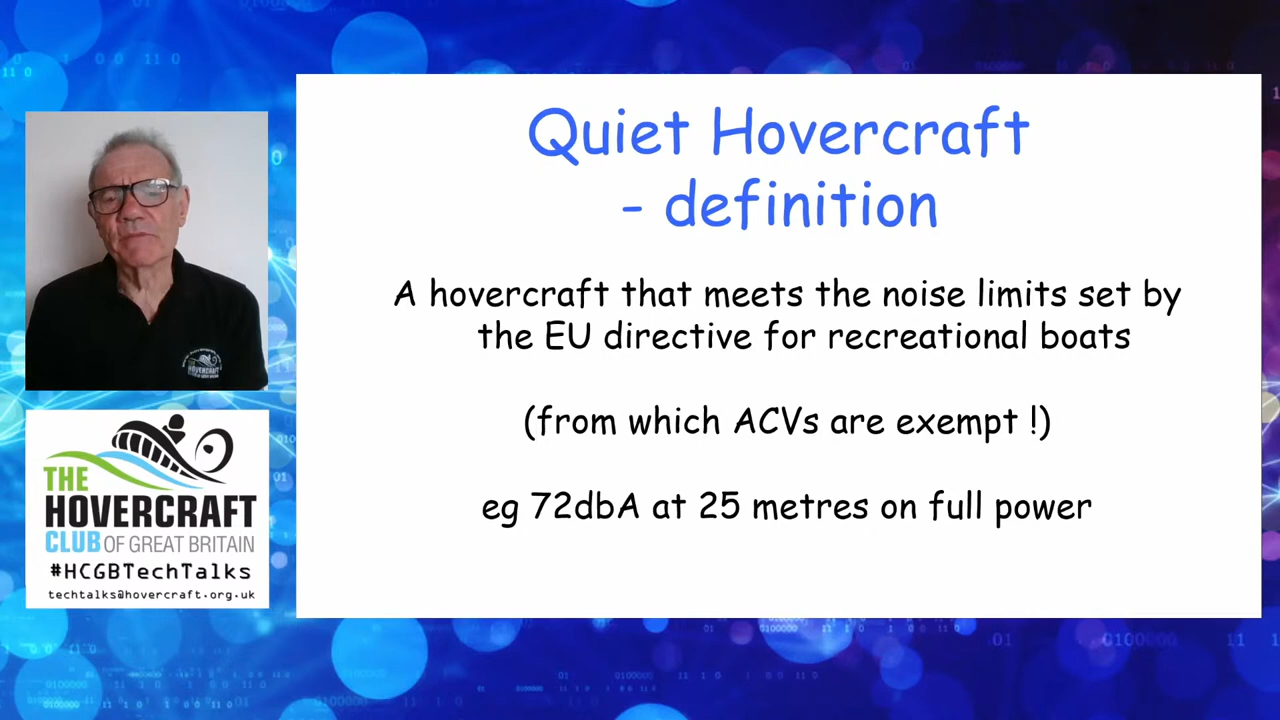 Quiet Hovercraft
- definition
A hovercraft that meets the noise limits set by
the EU directive for recreational boats
(from which ACVs are exempt !)
eg 72dbA at 25 metres on full power
THE
HOVERCRAFT
CLUB OF GREAT BRITAIN
#HCGBTechTalks
techtalks@hovercraft.org.uk